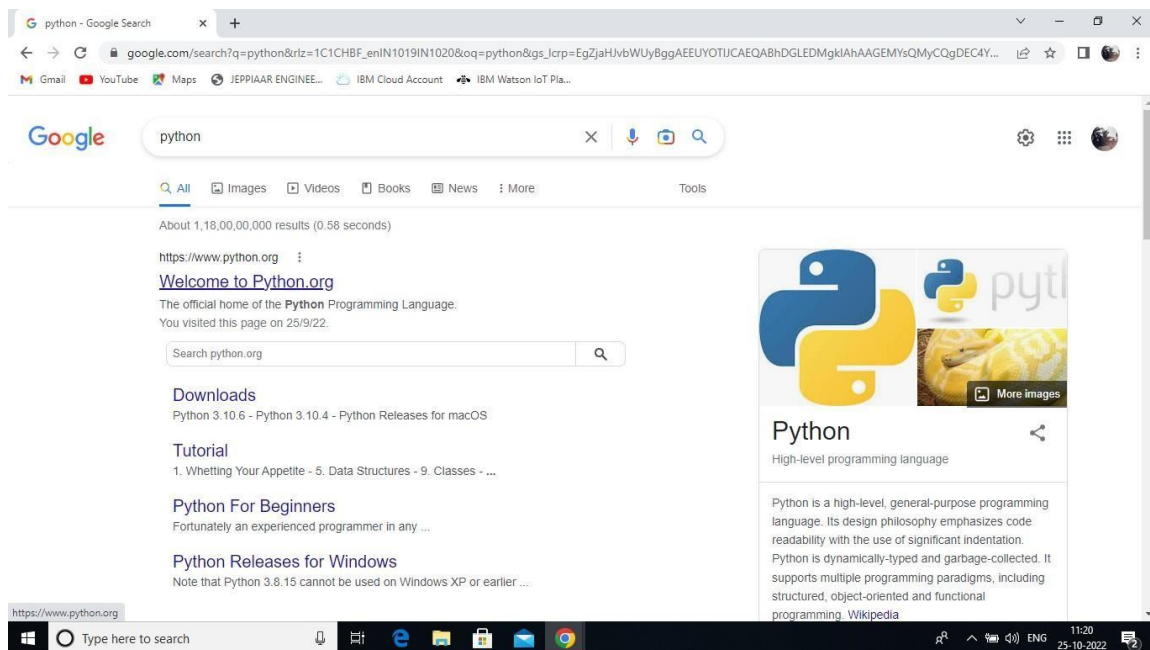 python - Google Search
google.com/search?q=python&rlz=1C1CHBF_enIN1019IN1020&oq=python&gs_lcrp=EgZjaHJvbWUyBggAEEUYOTIJCAEQABhDGLEDMgkIAhAAGEMYsQMyCQgDEC4Y...
Gmail YouTube Maps JEPPIAAR ENGINEE... IBM Cloud Account IBM Watson IoT Pla...
Google python
All Images Videos Books News More Tools
About 1,18,00,00,000 results (0.58 seconds)
https://www.python.org
Welcome to Python.org
The official home of the Python Programming Language.
You visited this page on 25/9/22.
Search python.org
Downloads
Python 3.10.6 - Python 3.10.4 - Python Releases for macOS
Tutorial
1. Whetting Your Appetite - 5. Data Structures - 9. Classes - ...
Python For Beginners
Fortunately an experienced programmer in any ...
Python Releases for Windows
Note that Python 3.8.15 cannot be used on Windows XP or earlier ...
pytl
More images
Python
High-level programming language
Python is a high-level, general-purpose programming
language. Its design philosophy emphasizes code
readability with the use of significant indentation.
Python is dynamically-typed and garbage-collected. It
supports multiple programming paradigms, including
structured, object-oriented and functional
programming. Wikipedia
https://www.python.org
Type here to search
ENG
11:20
25-10-2022
2